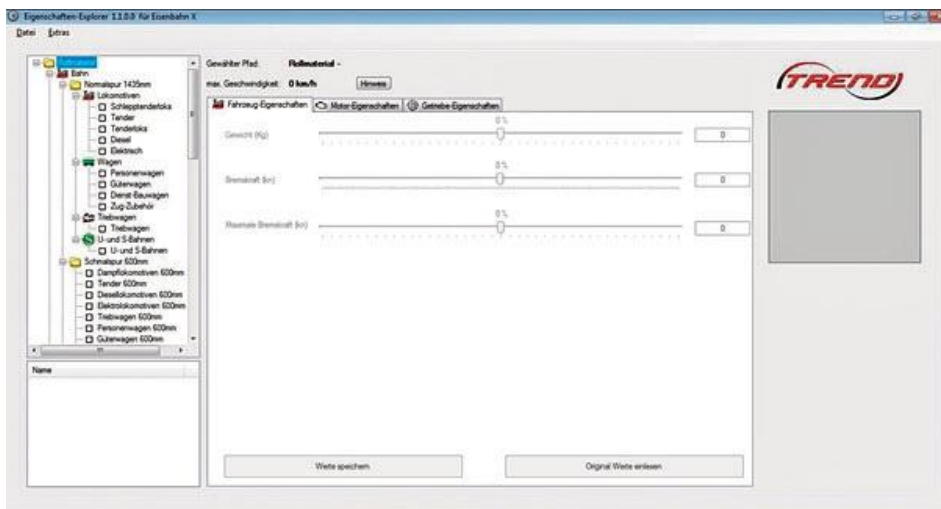 Eigenschaften-Explorer 1.1.0.0 für Eisenbahn X
Datei Extras
Rollmaterial
Bahn
Normalspur 1435mm
Lokomotiven
Schlepptenderloks
Tender
Tenderloks
Diesel
Elektrisch
Wagen
Personenwagen
Güterwagen
Dienst-Bauwagen
Zug-Zubehör
Triebwagen
Triebwagen
U-und S-Bahnen
U-und S-Bahnen
Schmalspur 600mm
Dampflokomotiven 600mm
Tender 600mm
Diesellokomotiven 600mm
Elektrolokomotiven 600mm
Triebwagen 600mm
Personenwagen 600mm
Güterwagen 600mm
Name
Gewählter Pfad: Rollmaterial -
max. Geschwindigkeit: 0 km/h Hinweis
Fahrzeug-Eigenschaften Motor-Eigenschaften Getriebe-Eigenschaften
0 %
Gewicht (Kg) 0
0 %
Bremskraft (kn) 0
0 %
Maximale Bremskraft (kn) 0
Werte speichern Original Werte einlesen
TREND